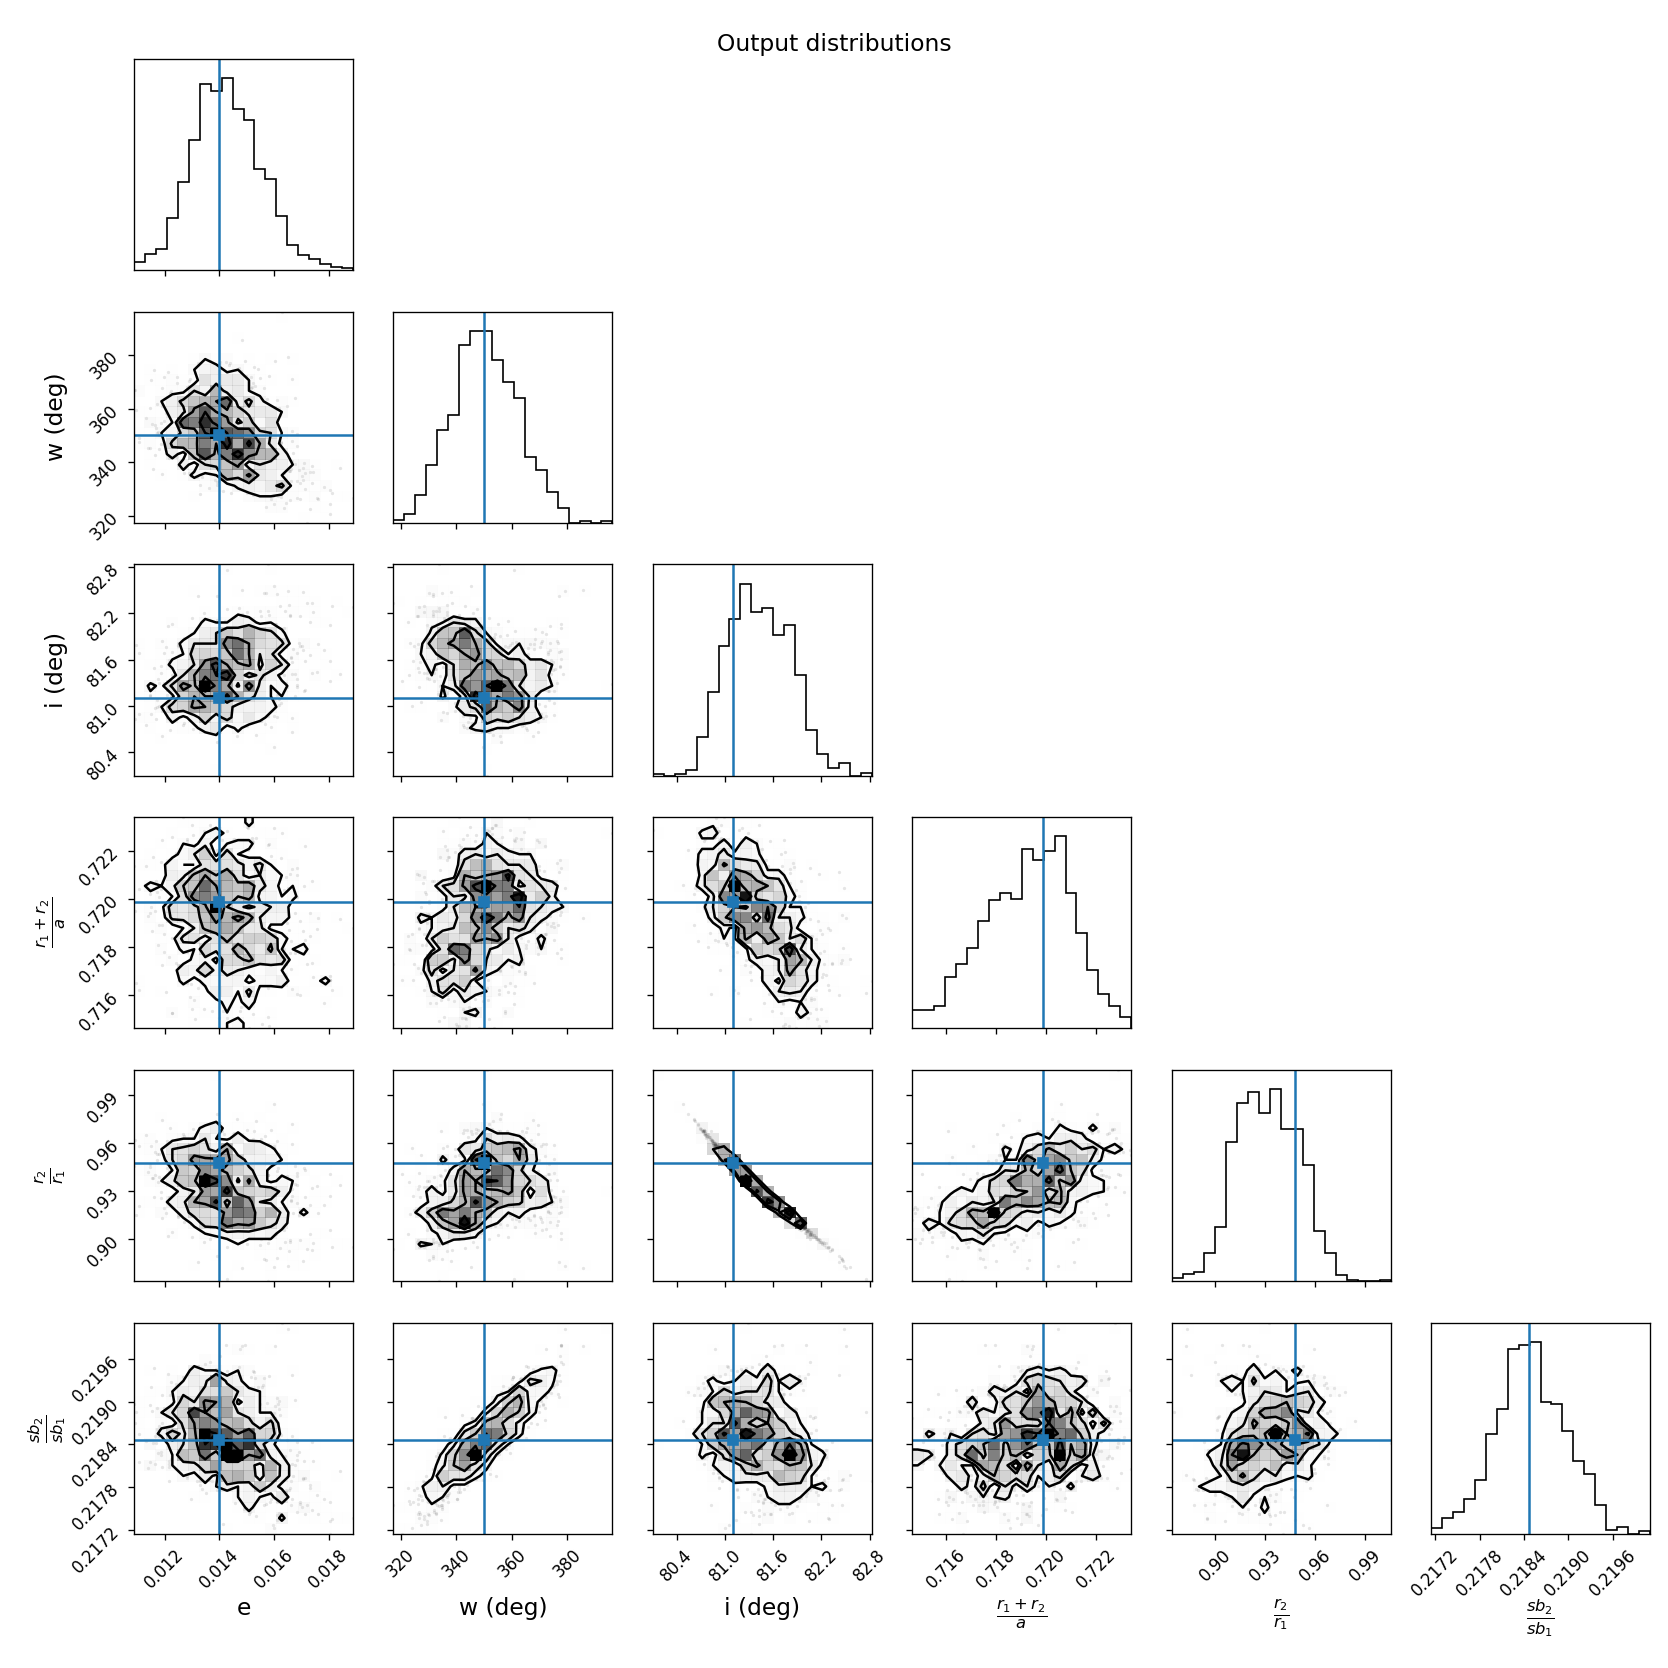 Output distributions
380
360
340
320
w (deg)
82.8
82.2
81.6
81.0
80.4
i (deg)
0.722
0.720
0.718
0.716
r₁ + r₂
a
0.99
0.96
0.93
0.90
r₂
r₁
0.2196
0.2190
0.2184
0.2178
0.2172
sb₂
sb₁
0.012 0.014 0.016 0.018 320 340 360 380 80.4 81.0 81.6 82.2 82.8 0.716 0.718 0.720 0.722 0.90 0.93 0.96 0.99 0.2172 0.2178 0.2184 0.2190 0.2196
e w (deg) i (deg)
r₁ + r₂ r₂ sb₂
a r₁ sb₁